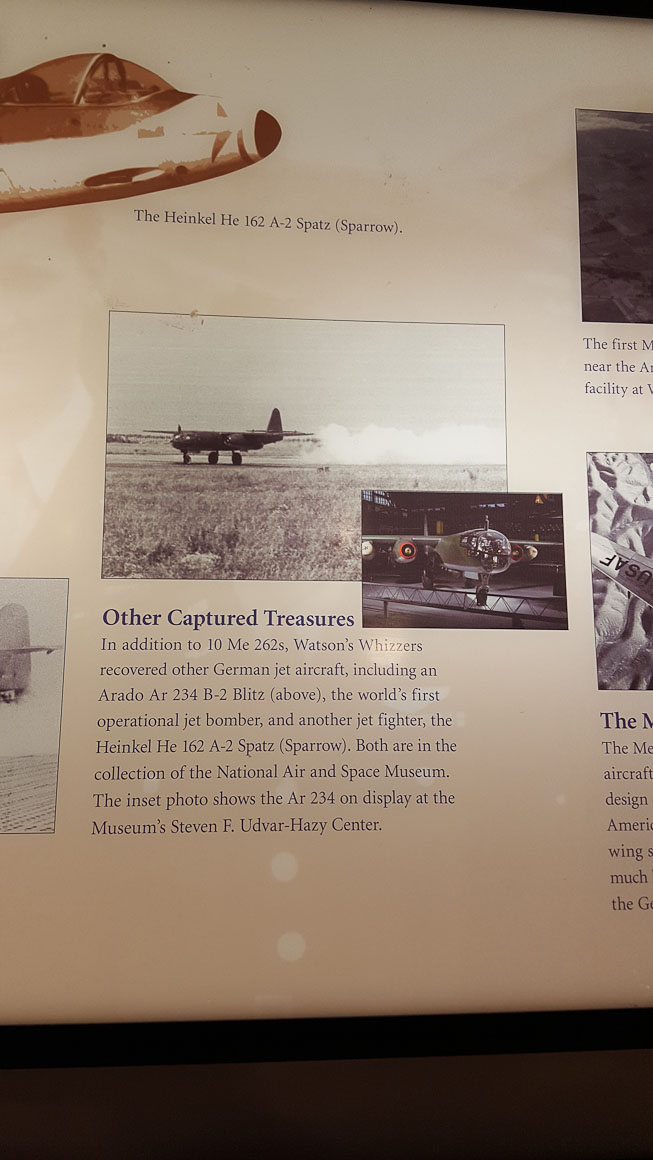 The Heinkel He 162 A-2 Spatz (Sparrow).
The first M
near the Ar
facility at V
USAF
Other Captured Treasures
In addition to 10 Me 262s, Watson's Whizzers
recovered other German jet aircraft, including an
Arado Ar 234 B-2 Blitz (above), the world's first
operational jet bomber, and another jet fighter, the
Heinkel He 162 A-2 Spatz (Sparrow). Both are in the
collection of the National Air and Space Museum.
The inset photo shows the Ar 234 on display at the
Museum's Steven F. Udvar-Hazy Center.
The M
The Me
aircraft
design
Americ
wing s
much
the Ge